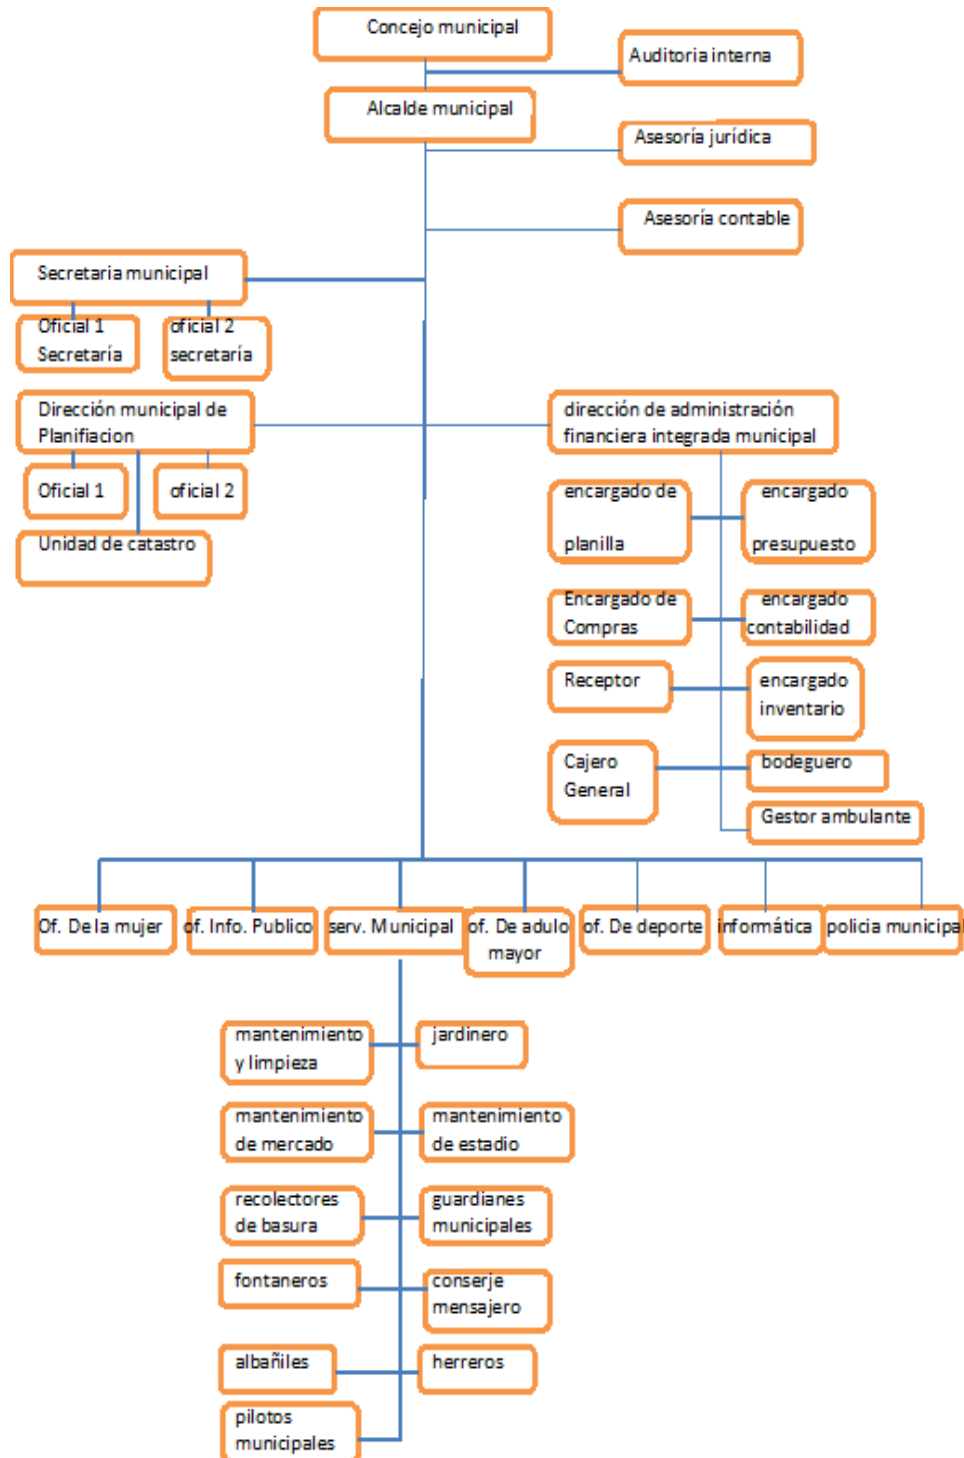 Concejo municipal
Auditoria interna
Alcalde municipal
Asesoría jurídica
Asesoría contable
Secretaria municipal
Oficial 1
Secretaría
oficial 2
secretaría
Dirección municipal de
Planifiacion
dirección de administración
financiera integrada municipal
Oficial 1
oficial 2
Unidad de catastro
encargado de
planilla
encargado
presupuesto
Encargado de
Compras
encargado
contabilidad
Receptor
encargado
inventario
Cajero
General
bodeguero
Gestor ambulante
Of. De la mujer
of. Info. Publico
serv. Municipal
of. De adulo
mayor
of. De deporte
informática
policia municipal
mantenimiento
y limpieza
jardinero
mantenimiento
de mercado
mantenimiento
de estadio
recolectores
de basura
guardianes
municipales
fontaneros
conserje
mensajero
albañiles
herreros
pilotos
municipales